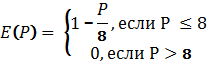 E(P) = { 1 − P/8, если P ≤ 8
0, если P > 8